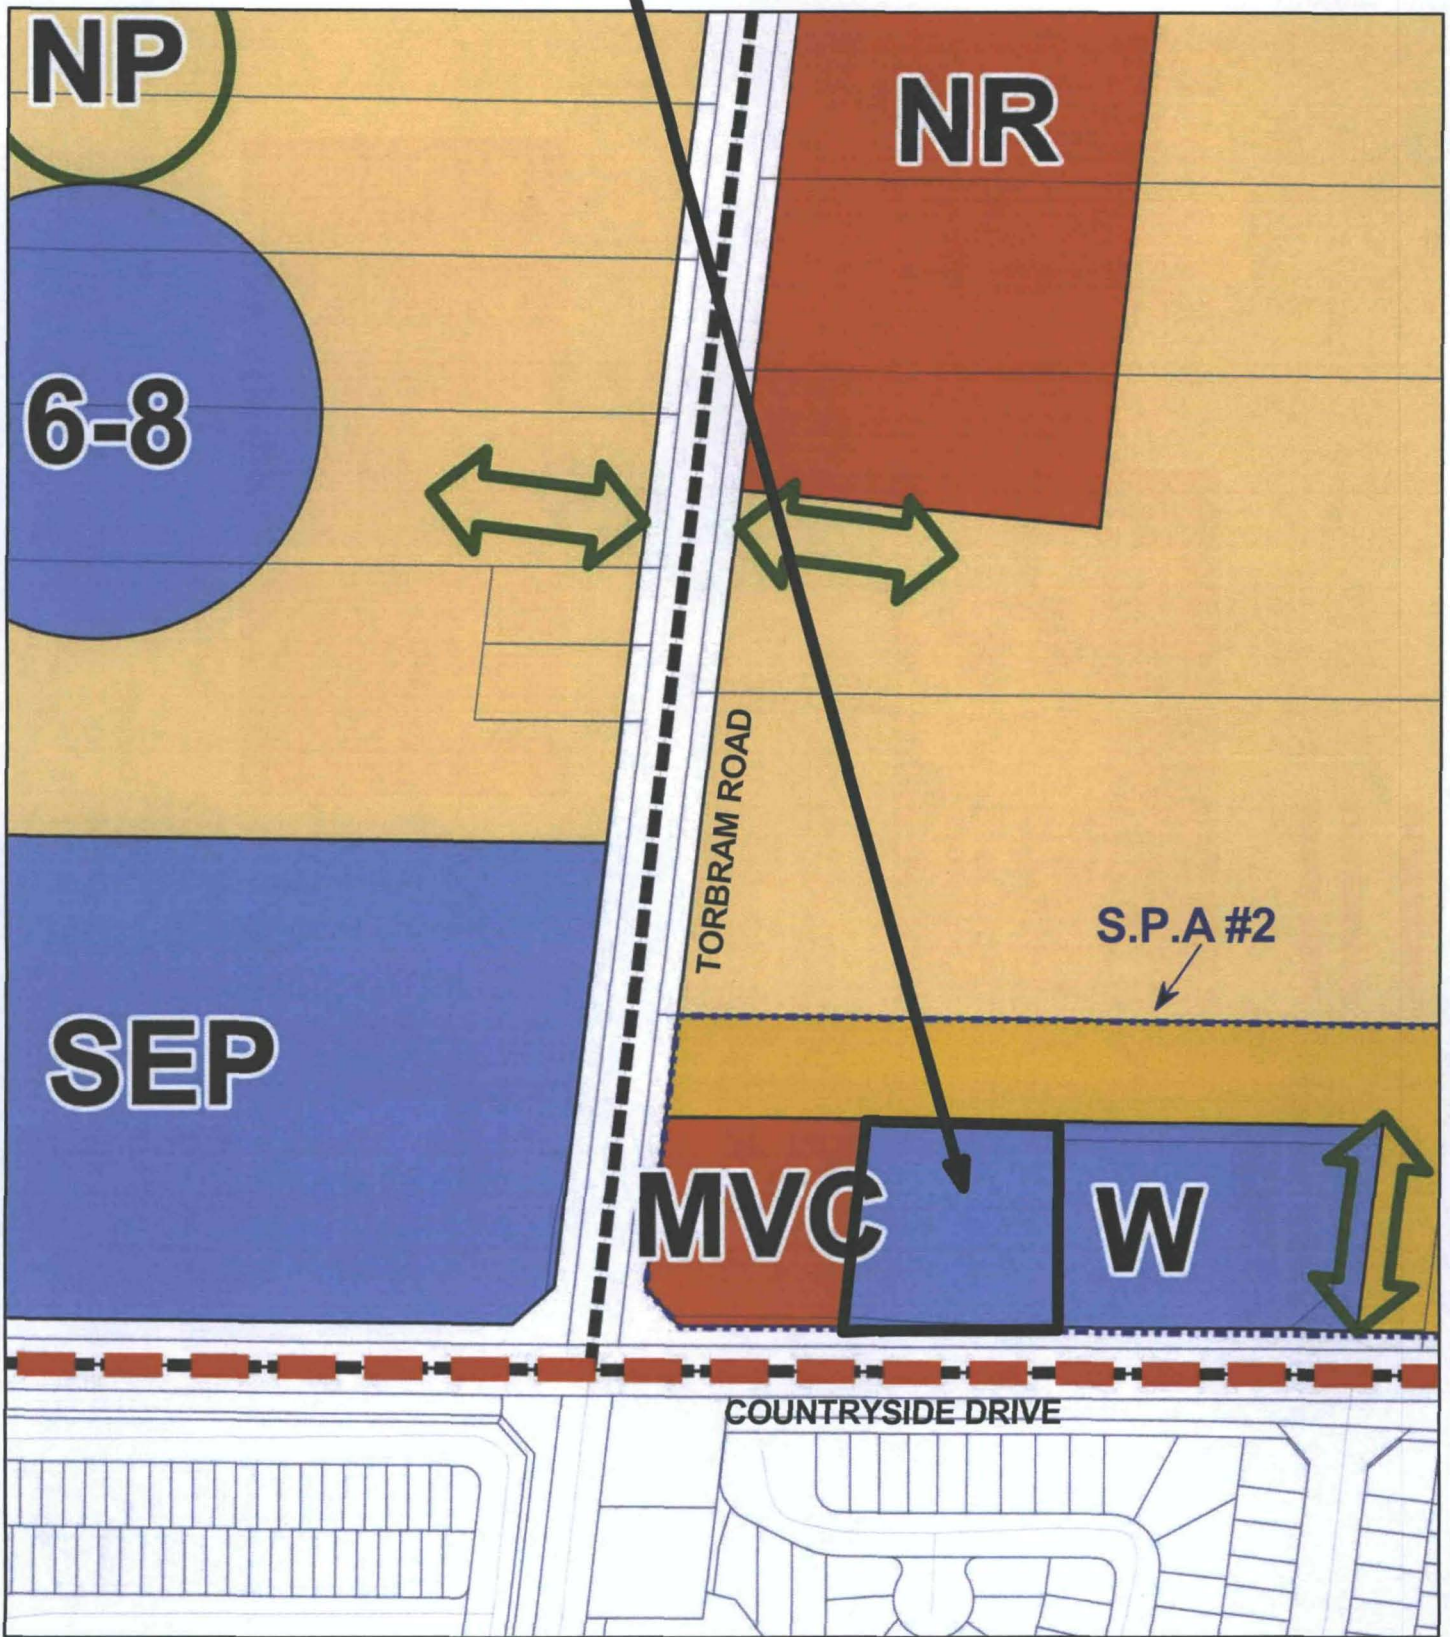 NP
NR
6-8
TORBRAM ROAD
S.P.A #2
SEP
MVC
W
COUNTRYSIDE DRIVE